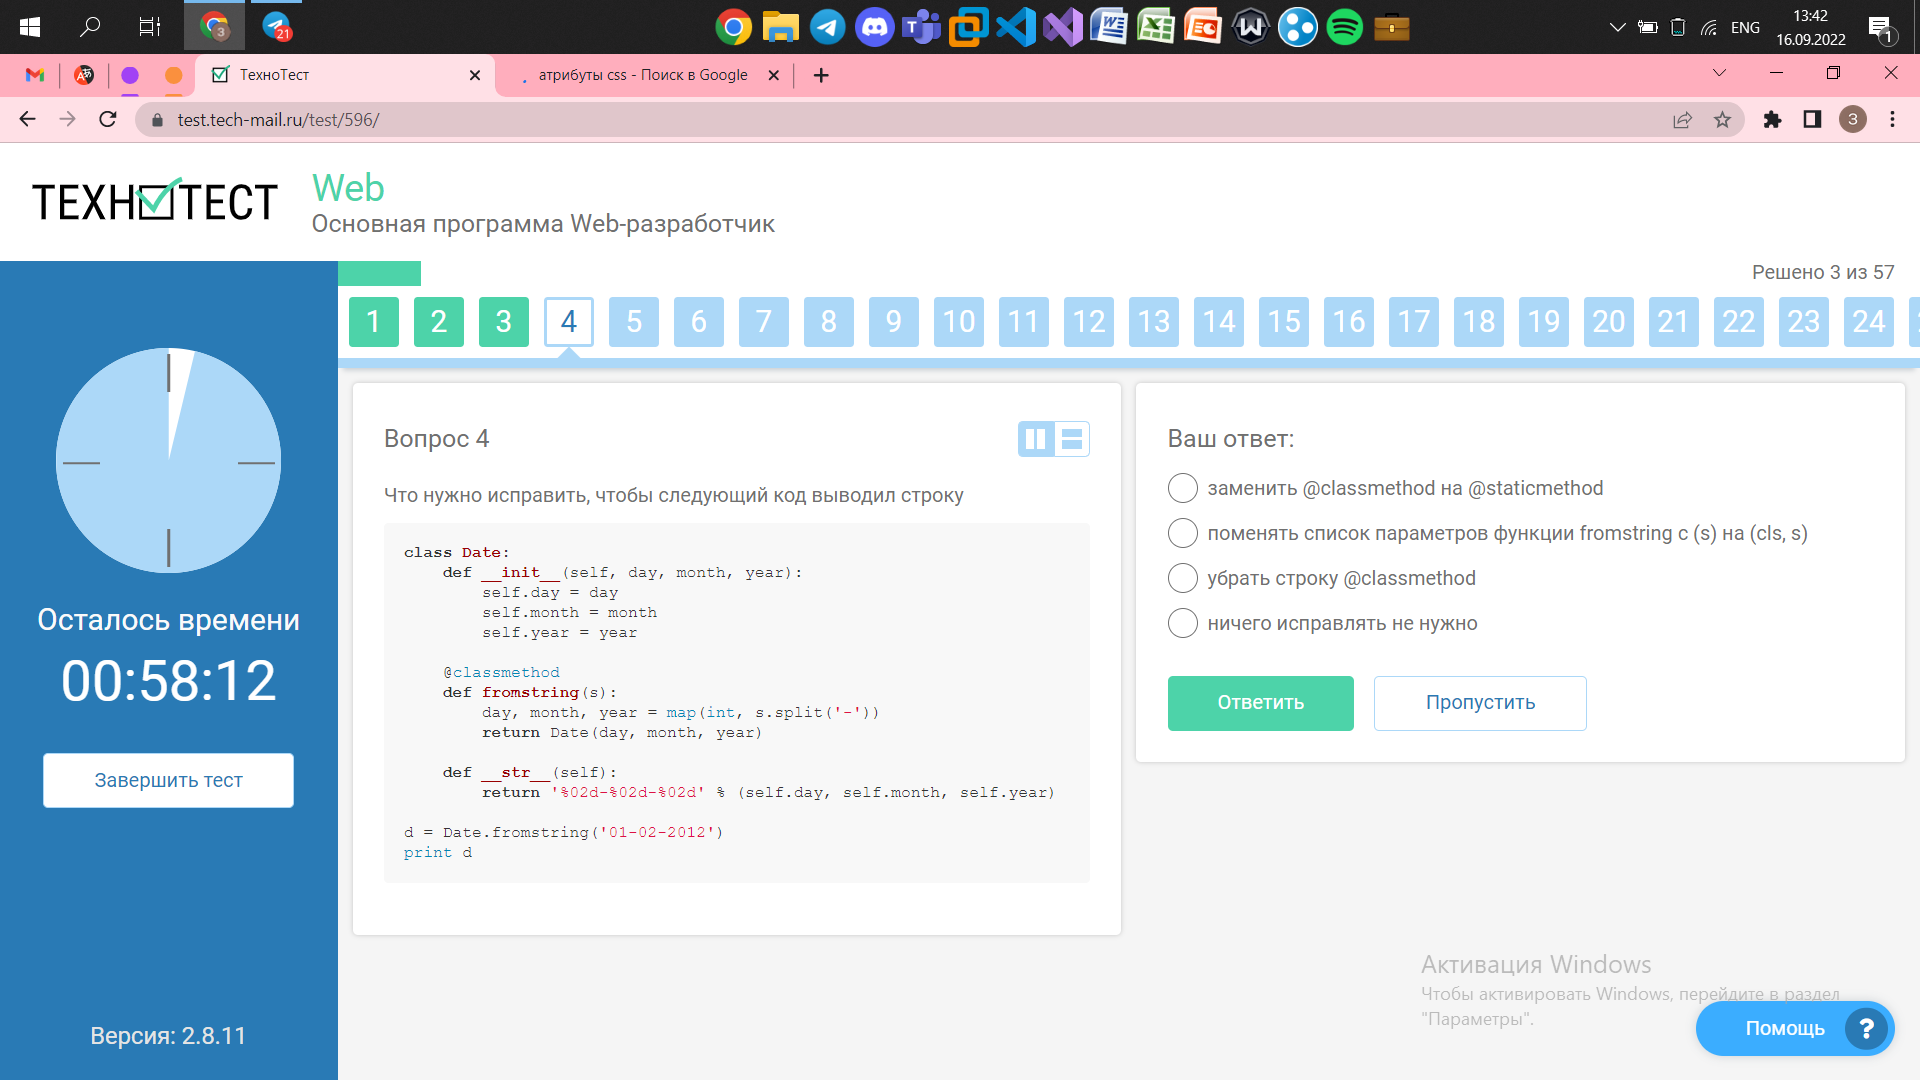 21
3
ENG
13:42
16.09.2022
1
ТехноТест
атрибуты css - Поиск в Google
test.tech-mail.ru/test/596/
3
ТЕХНОТЕСТ
Web
Основная программа Web-разработчик
Решено 3 из 57
1 2 3 4 5 6 7 8 9 10 11 12 13 14 15 16 17 18 19 20 21 22 23 24
Осталось времени
00:58:12
Завершить тест
Версия: 2.8.11
Вопрос 4
Что нужно исправить, чтобы следующий код выводил строку
class Date:
    def __init__(self, day, month, year):
        self.day = day
        self.month = month
        self.year = year
    @classmethod
    def fromstring(s):
        day, month, year = map(int, s.split('-'))
        return Date(day, month, year)
    def __str__(self):
        return '%02d-%02d-%02d' % (self.day, self.month, self.year)
d = Date.fromstring('01-02-2012')
print d
Ваш ответ:
заменить @classmethod на @staticmethod
поменять список параметров функции fromstring с (s) на (cls, s)
убрать строку @classmethod
ничего исправлять не нужно
Ответить
Пропустить
Активация Windows
Чтобы активировать Windows, перейдите в раздел
"Параметры".
Помощь ?